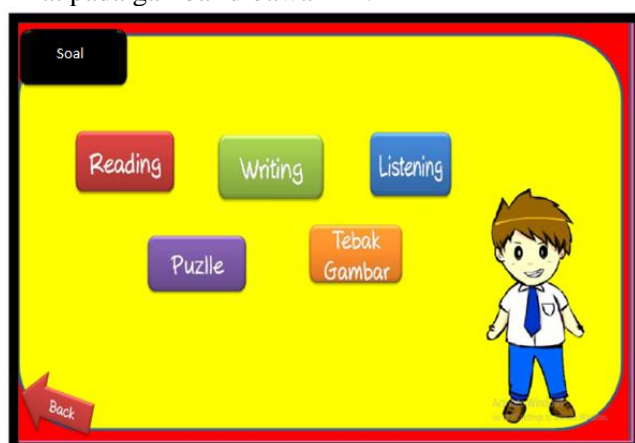 Soal
Reading
Writing
Listening
Puzlle
Tebak
Gambar
Back